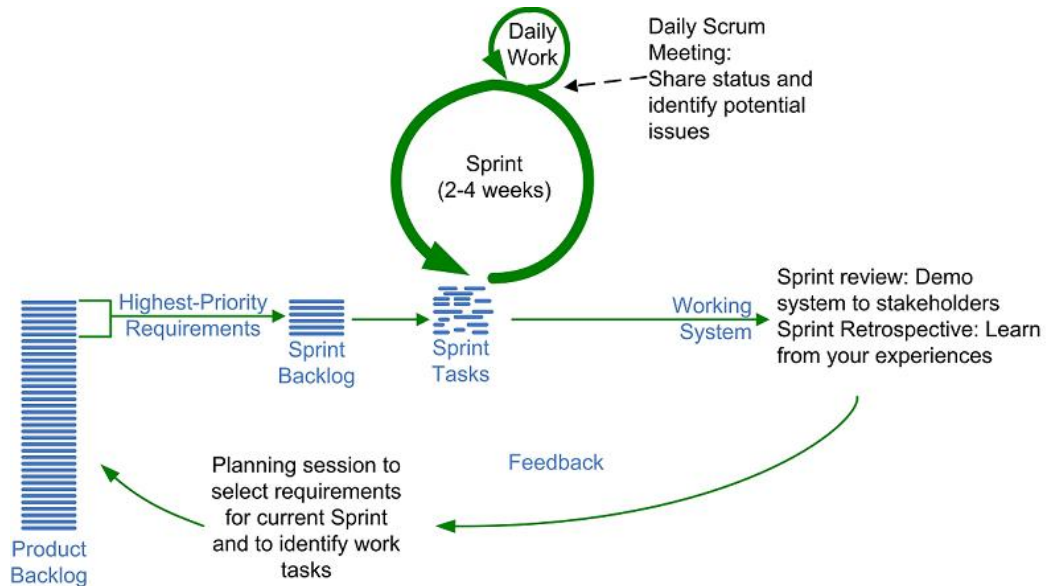 Daily
Work
Daily Scrum
Meeting:
Share status and
identify potential
issues
Sprint
(2-4 weeks)
Highest-Priority
Requirements
Sprint
Backlog
Sprint
Tasks
Working
System
Sprint review: Demo
system to stakeholders
Sprint Retrospective: Learn
from your experiences
Feedback
Planning session to
select requirements
for current Sprint
and to identify work
tasks
Product
Backlog